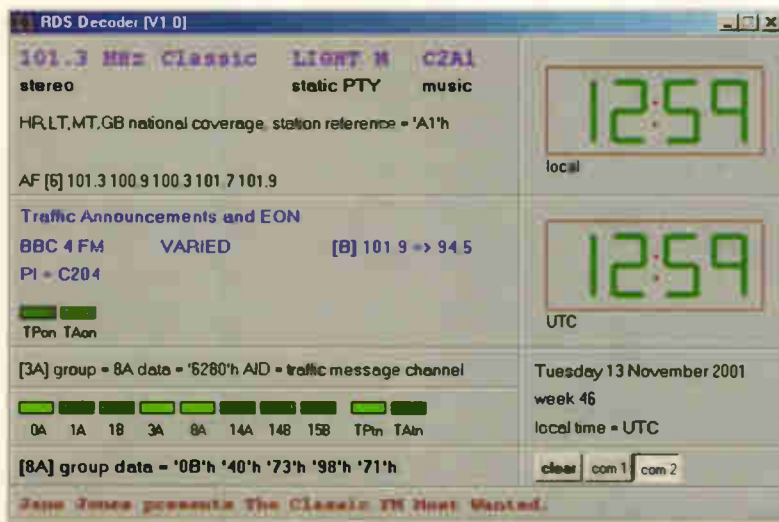 RDS Decoder [V1 0]
101.3 MHz Classic LIGHT M C2A1
stereo static PTY music
HR,LT,MT,GB national coverage, station reference = 'A1'h
AF [5] 101.3 100.9 100.3 101.7 101.9
Traffic Announcements and EON
BBC 4 FM VARIED [B] 101 9 => 94.5
PI = C204
TPon TAon
[3A] group = 8A data = '6280'h AID = traffic message channel
0A 1A 1B 3A 8A 14A 14B 15B TPtn TAtn
[8A] group data = '0B'h '40'h '73'h '98'h '71'h
Jane Jones presents The Classic FM Most Wanted.
12:59
local
12:59
UTC
Tuesday 13 November 2001
week 46
local time = UTC
clear com 1 com 2